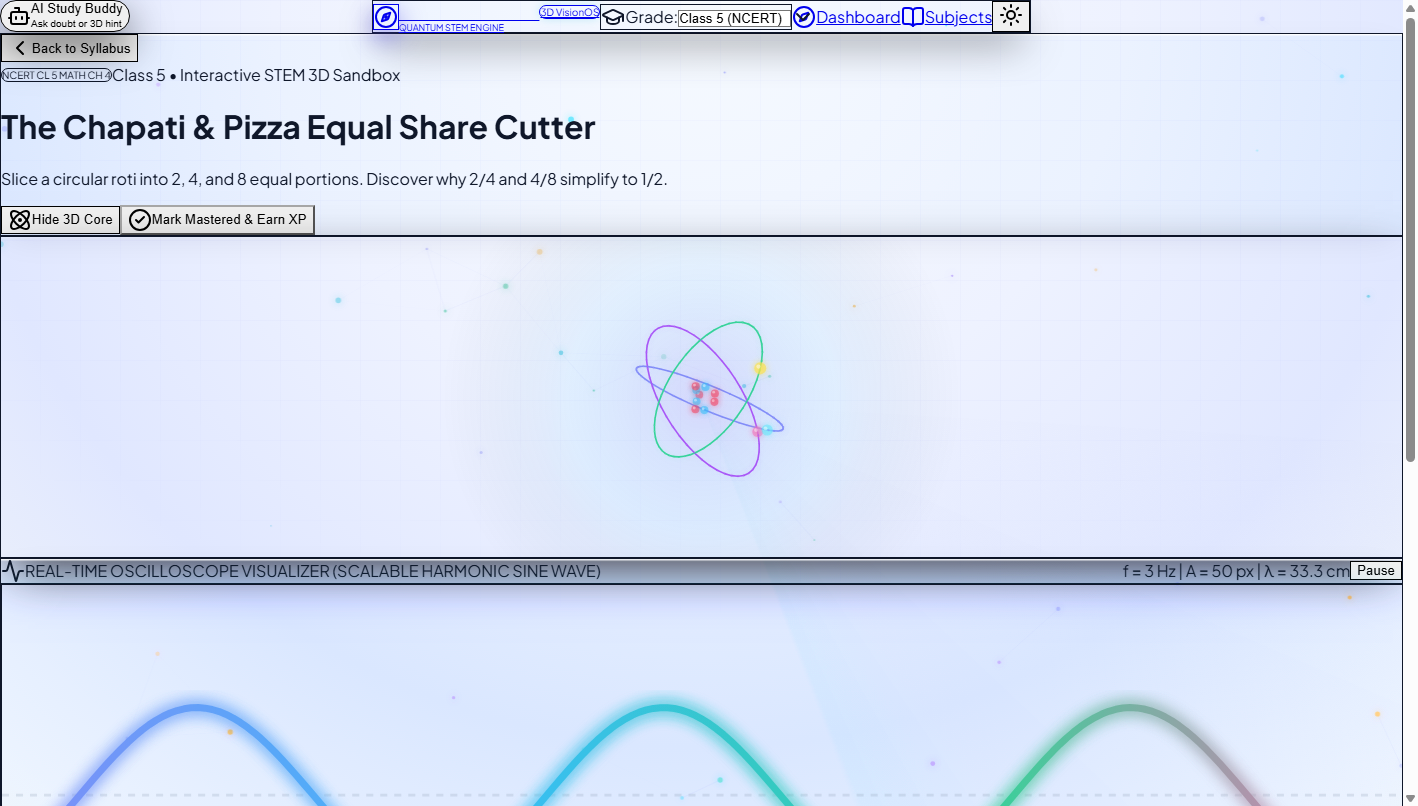 AI Study Buddy
Ask doubt or 3D hint
3D VisionOS
QUANTUM STEM ENGINE
Grade: Class 5 (NCERT)
Dashboard
Subjects
Back to Syllabus
NCERT CL 5 MATH CH 4 Class 5 • Interactive STEM 3D Sandbox
The Chapati & Pizza Equal Share Cutter
Slice a circular roti into 2, 4, and 8 equal portions. Discover why 2/4 and 4/8 simplify to 1/2.
Hide 3D Core
Mark Mastered & Earn XP
REAL-TIME OSCILLOSCOPE VISUALIZER (SCALABLE HARMONIC SINE WAVE)
f = 3 Hz | A = 50 px | λ = 33.3 cm
Pause